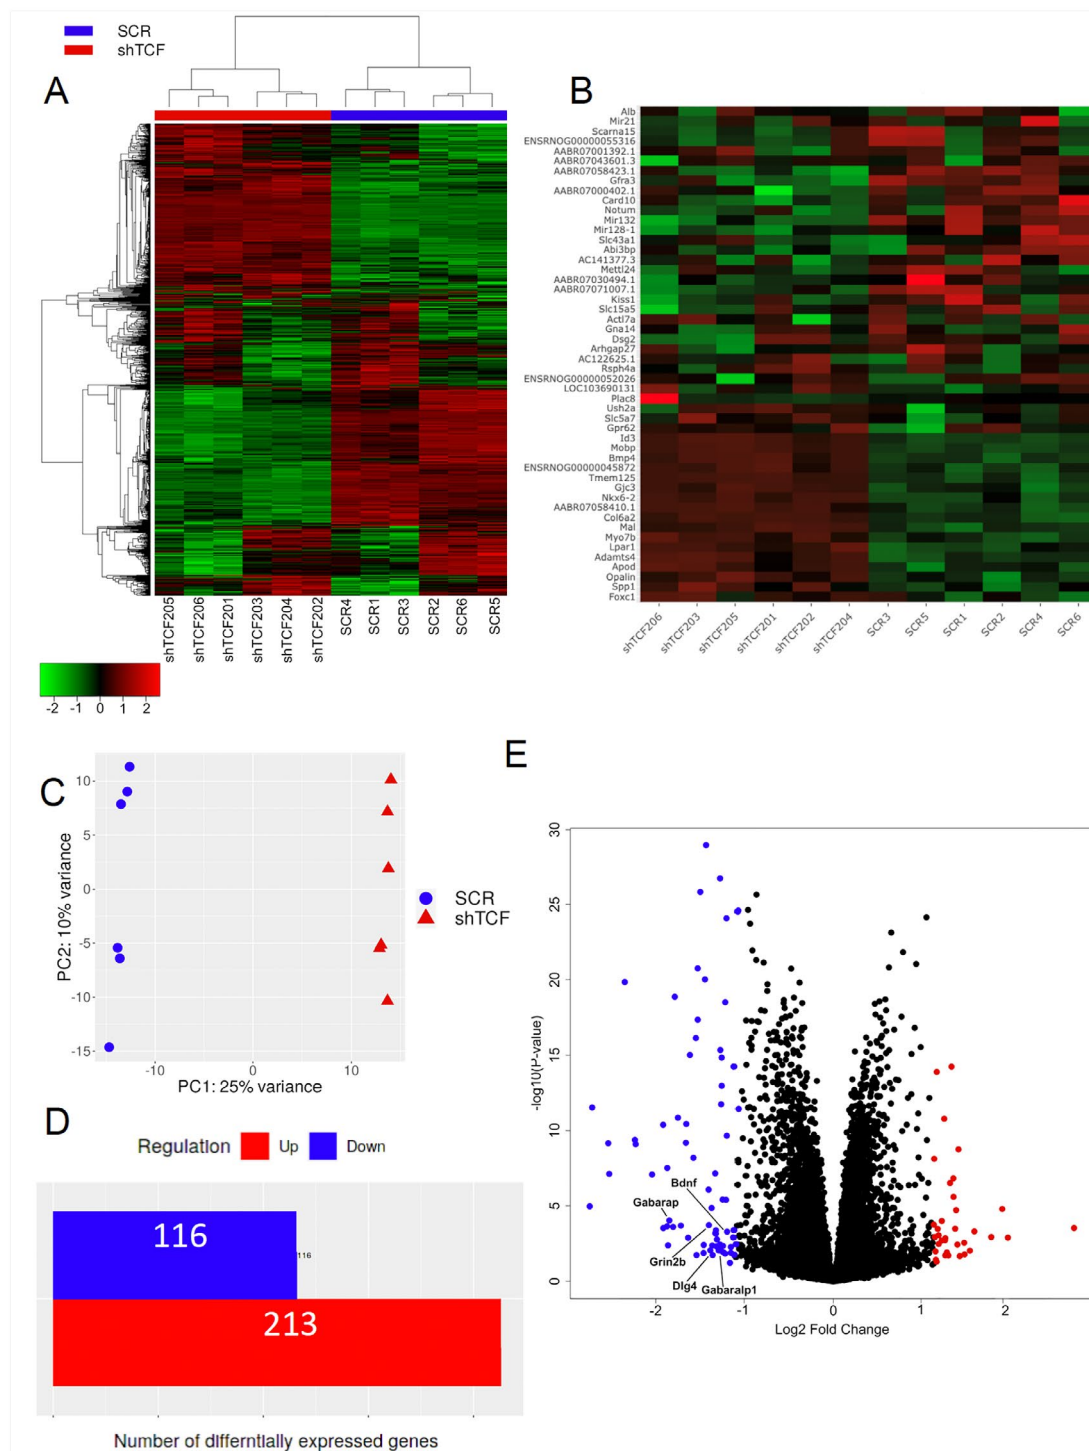 SCR
shTCF
A
shTCF205
shTCF206
shTCF201
shTCF203
shTCF204
shTCF202
SCR4
SCR1
SCR3
SCR2
SCR6
SCR5
-2 -1 0 1 2
B
Alb
Mir21
Scarna15
ENSRNOG00000055316
AABR07001392.1
AABR07043601.3
AABR07058423.1
Gfra3
AABR07000402.1
Card10
Notum
Mir132
Mir128-1
Slc43a1
Abi3bp
AC141377.3
Mettl24
AABR07030494.1
AABR07071007.1
Kiss1
Slc15a5
Actl7a
Gna14
Dsg2
Arhgap27
AC122625.1
Rsph4a
ENSRNOG00000052026
LOC103690131
Plac8
Ush2a
Slc5a7
Gpr62
Id3
Mobp
Bmp4
ENSRNOG00000045872
Tmem125
Gjc3
Nkx6-2
AABR07058410.1
Col6a2
Mal
Myo7b
Lpar1
Adamts4
Apod
Opalin
Spp1
Foxc1
shTCF206
shTCF203
shTCF205
shTCF201
shTCF202
shTCF204
SCR3
SCR5
SCR1
SCR2
SCR4
SCR6
C
PC2: 10% variance
10
5
0
-5
-10
-15
-10 0 10
PC1: 25% variance
SCR
shTCF
D
Regulation Up Down
116
116
213
Number of differntially expressed genes
E
-log10(P-value)
30
25
20
15
10
5
0
Bdnf
Gabarap
Grin2b
Dlg4
Gabaralp1
-2 -1 0 1 2
Log2 Fold Change